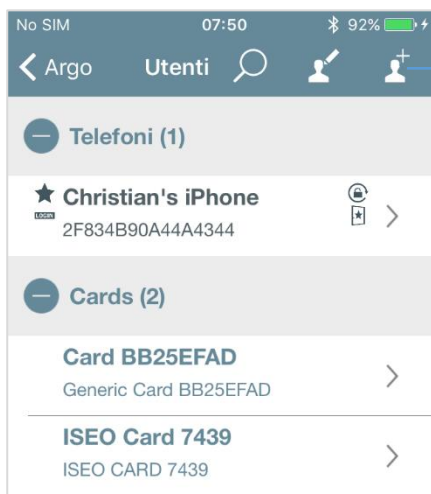 No SIM 07:50 92%
Argo Utenti
Telefoni (1)
Christian's iPhone
LOGIN
2F834B90A44A4344
Cards (2)
Card BB25EFAD
Generic Card BB25EFAD
ISEO Card 7439
ISEO CARD 7439